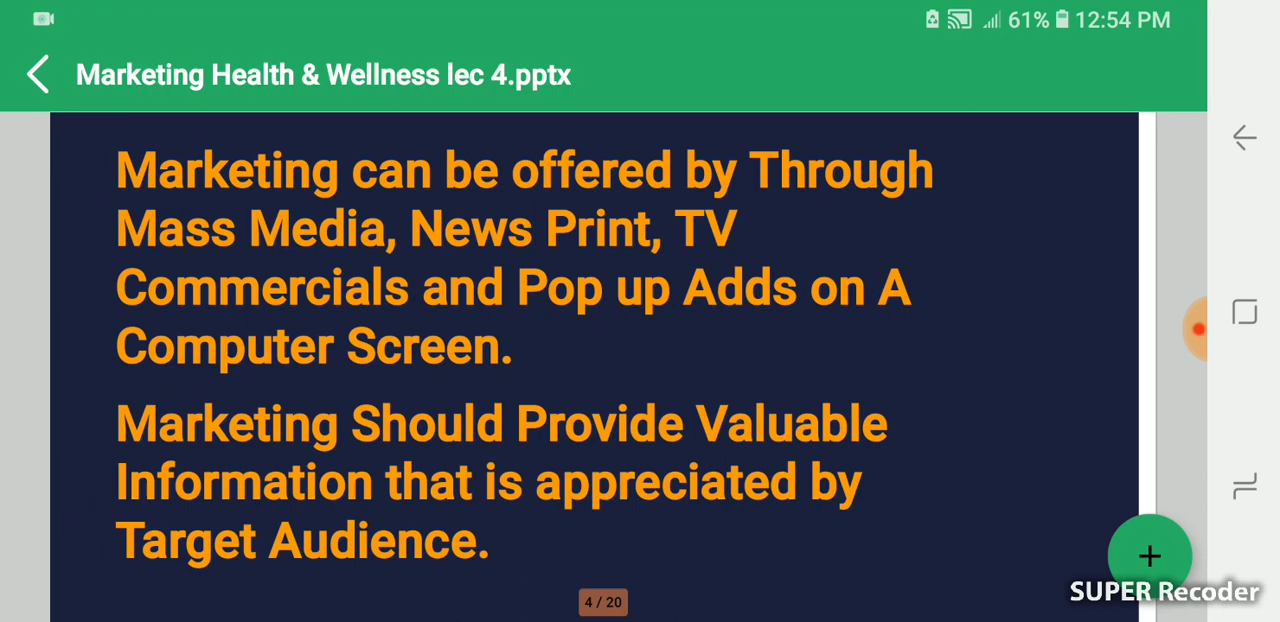 61% 12:54 PM
Marketing Health & Wellness lec 4.pptx
Marketing can be offered by Through
Mass Media, News Print, TV
Commercials and Pop up Adds on A
Computer Screen.
Marketing Should Provide Valuable
Information that is appreciated by
Target Audience.
4 / 20
SUPER Recoder